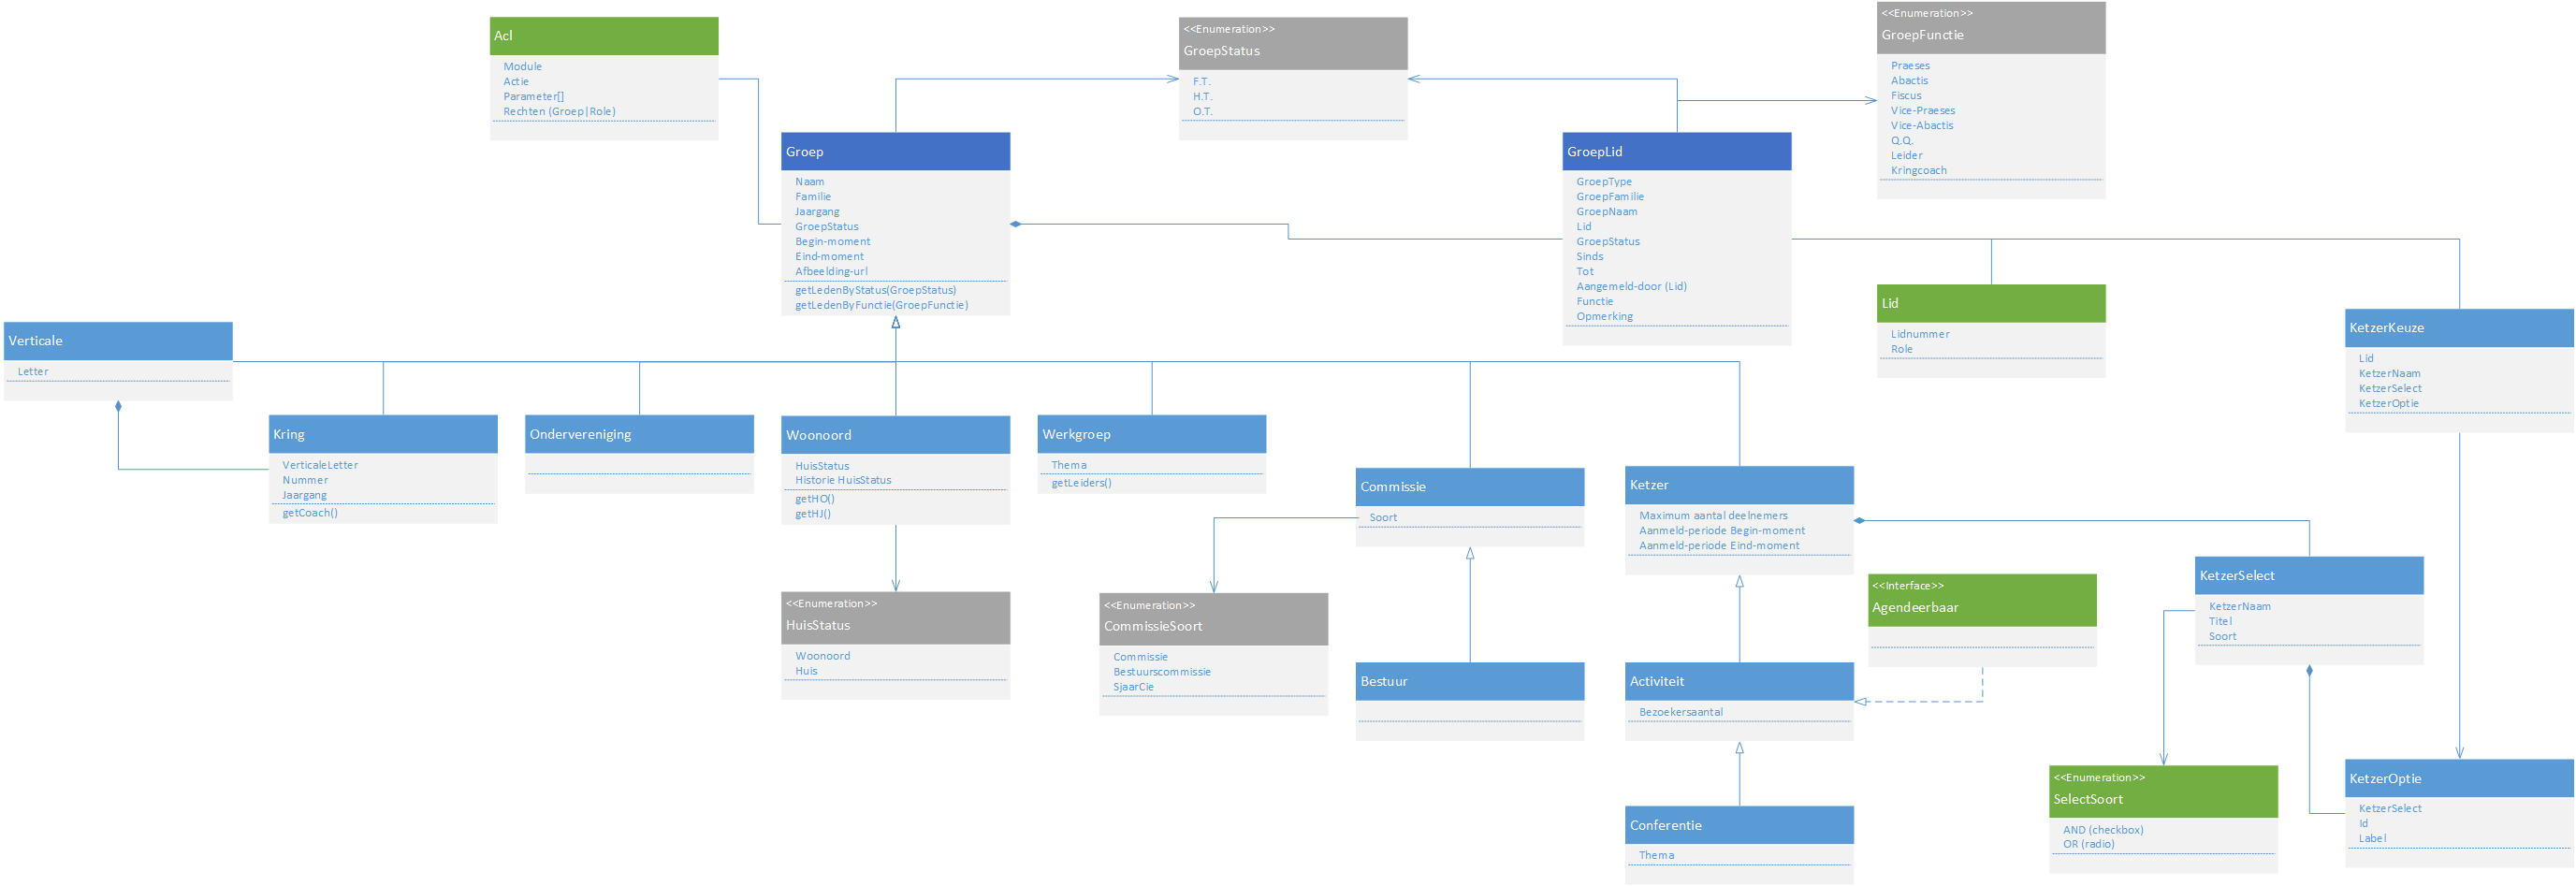 Acl
Module
Actie
Parameter[]
Rechten (Groep|Role)
<<Enumeration>>
GroepStatus
F.T.
H.T.
O.T.
<<Enumeration>>
GroepFunctie
Praeses
Abactis
Fiscus
Vice-Praeses
Vice-Abactis
Q.Q.
Leider
Kringcoach
Groep
Naam
Familie
Jaargang
GroepStatus
Begin-moment
Eind-moment
Afbeelding-url
getLedenByStatus(GroepStatus)
getLedenByFunctie(GroepFunctie)
GroepLid
GroepType
GroepFamilie
GroepNaam
Lid
GroepStatus
Sinds
Tot
Aangemeld-door (Lid)
Functie
Opmerking
Lid
Lidnummer
Role
KetzerKeuze
Lid
KetzerNaam
KetzerSelect
KetzerOptie
Verticale
Letter
Kring
VerticaleLetter
Nummer
Jaargang
getCoach()
Ondervereniging
Woonoord
HuisStatus
Historie HuisStatus
getHO()
getHJ()
Werkgroep
Thema
getLeiders()
Commissie
Soort
Ketzer
Maximum aantal deelnemers
Aanmeld-periode Begin-moment
Aanmeld-periode Eind-moment
KetzerSelect
KetzerNaam
Titel
Soort
<<Interface>>
Agendeerbaar
<<Enumeration>>
HuisStatus
Woonoord
Huis
<<Enumeration>>
CommissieSoort
Commissie
Bestuurscommissie
SjaarCie
Bestuur
Activiteit
Bezoekersaantal
<<Enumeration>>
SelectSoort
AND (checkbox)
OR (radio)
KetzerOptie
KetzerSelect
Id
Label
Conferentie
Thema